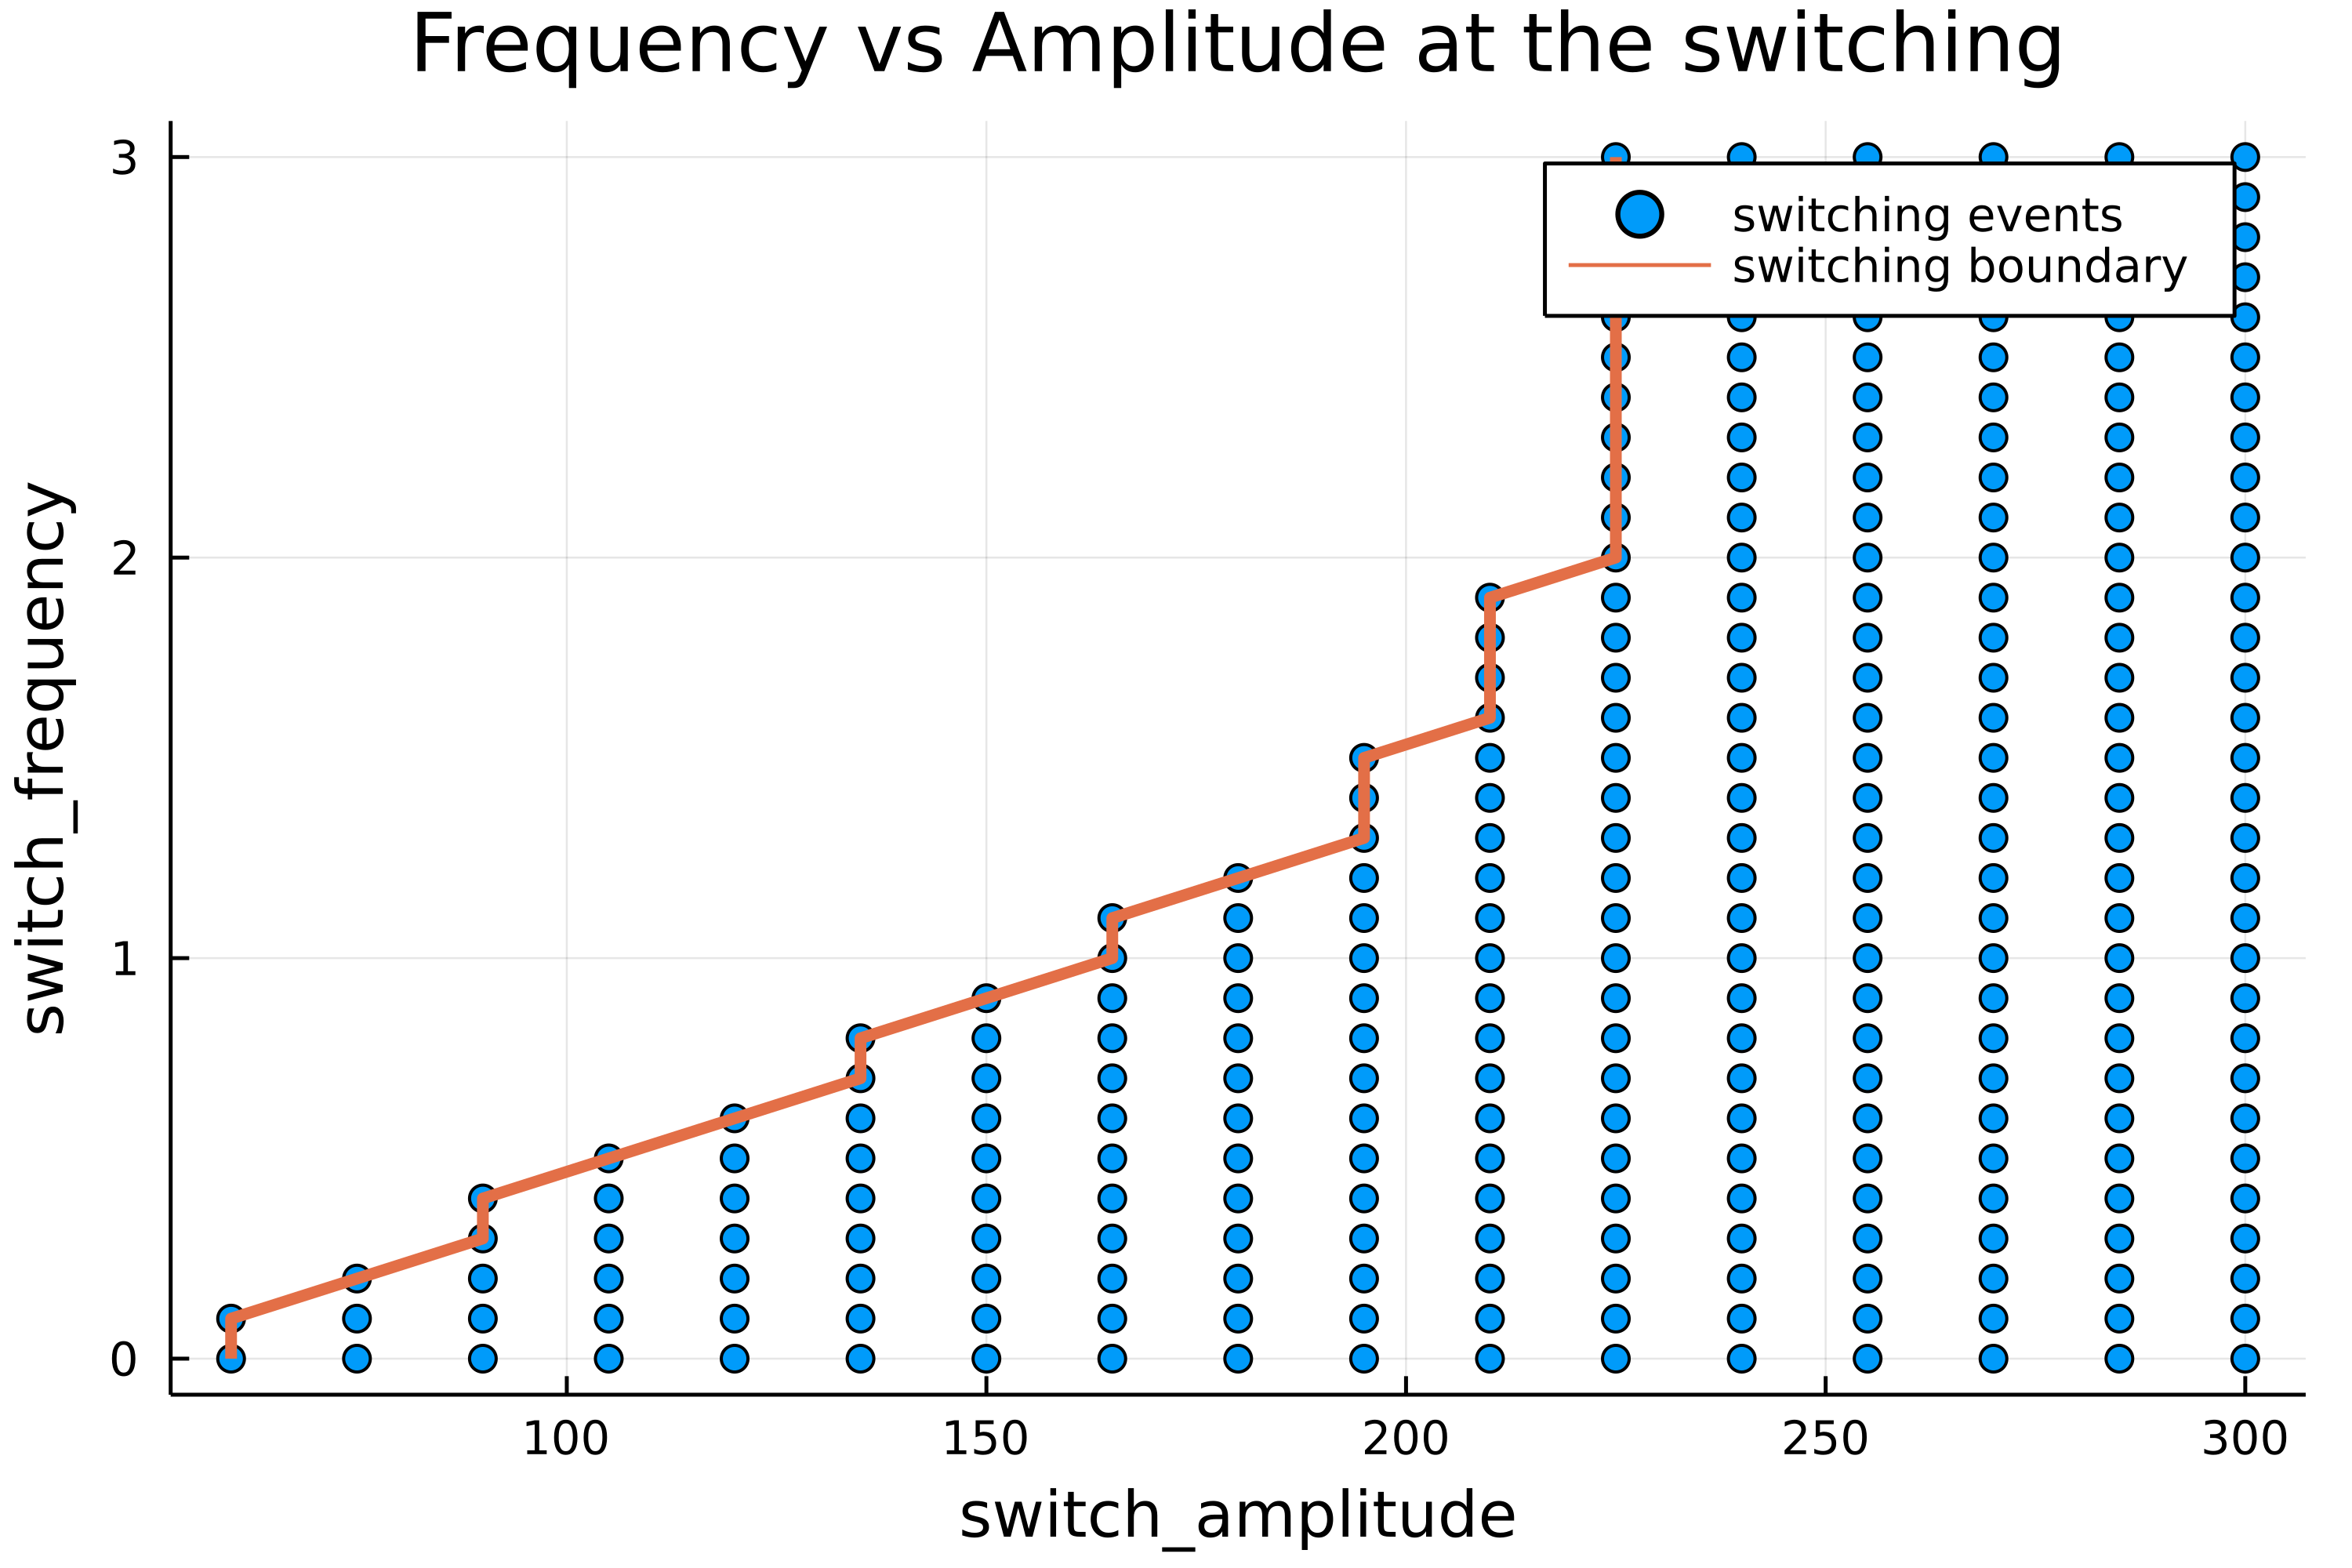 Frequency vs Amplitude at the switching
switching events
switching boundary
switch_frequency
3
2
1
0
100 150 200 250 300
switch_amplitude